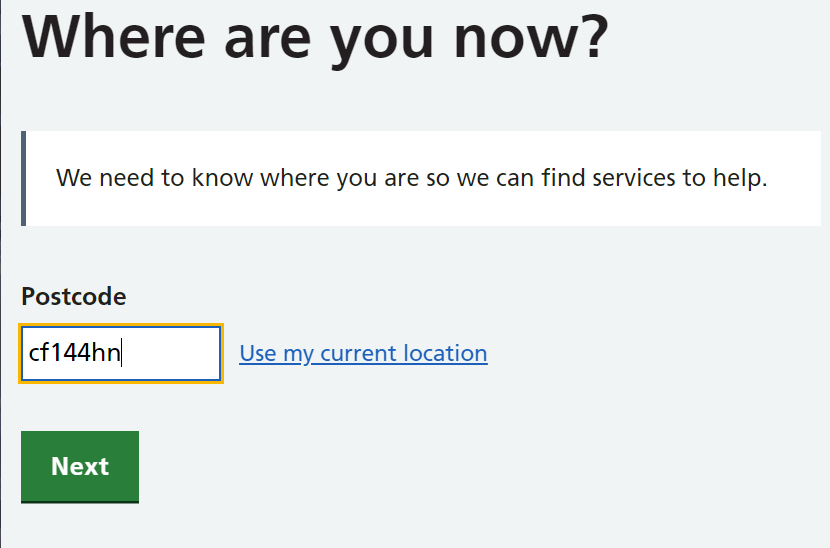 Where are you now?
We need to know where you are so we can find services to help.
Postcode
cf144hn
Use my current location
Next